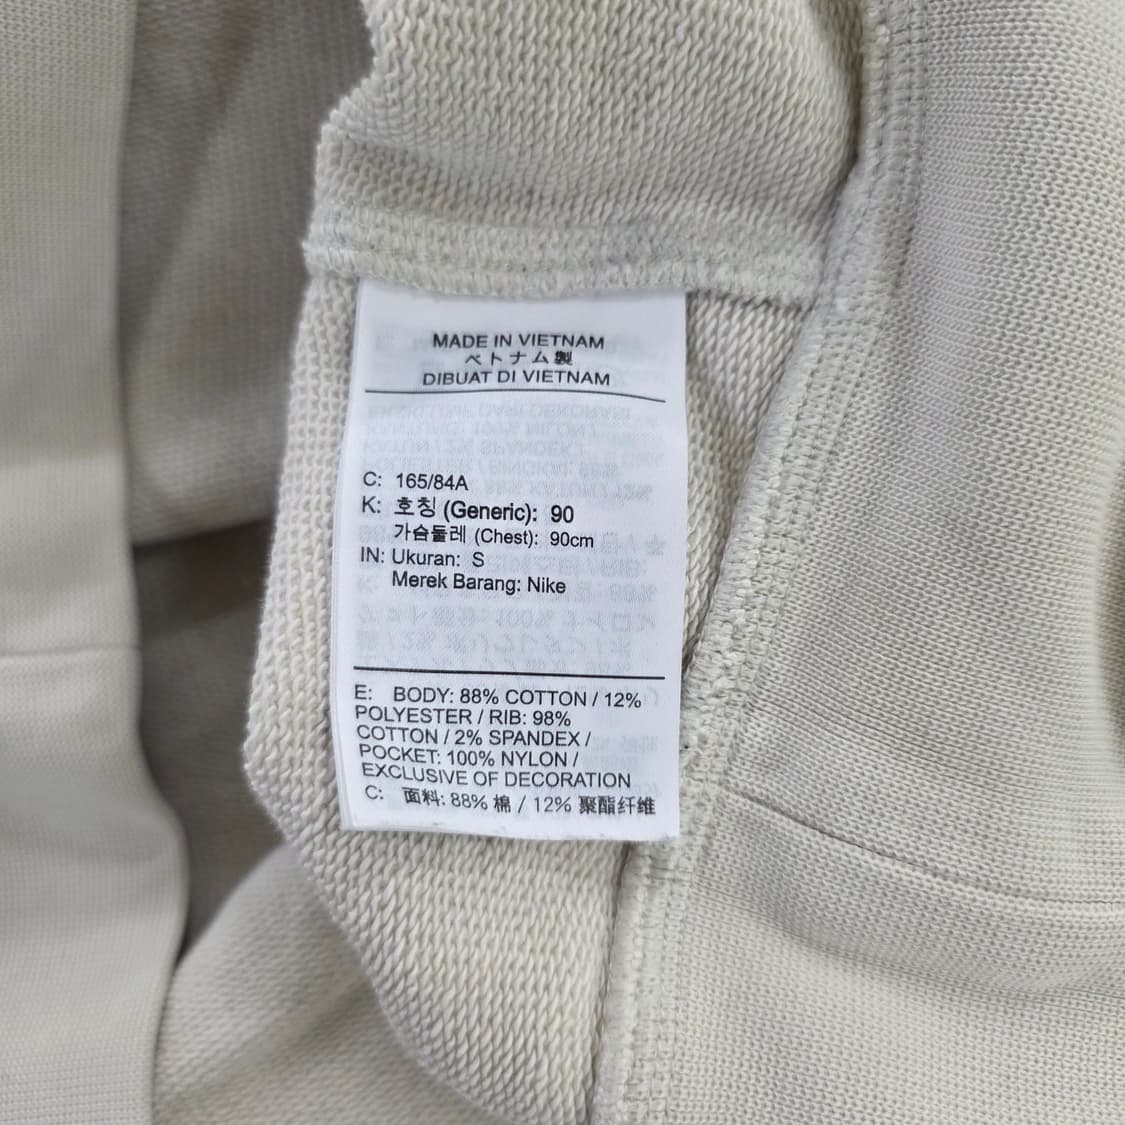 MADE IN VIETNAM
ベトナム製
DIBUAT DI VIETNAM
C: 165/84A
K: 호칭 (Generic): 90
가슴둘레 (Chest): 90cm
IN: Ukuran: S
Merek Barang: Nike
E: BODY: 88% COTTON / 12%
POLYESTER / RIB: 98%
COTTON / 2% SPANDEX /
POCKET: 100% NYLON /
EXCLUSIVE OF DECORATION
C: 面料: 88% 棉 / 12% 聚酯纤维